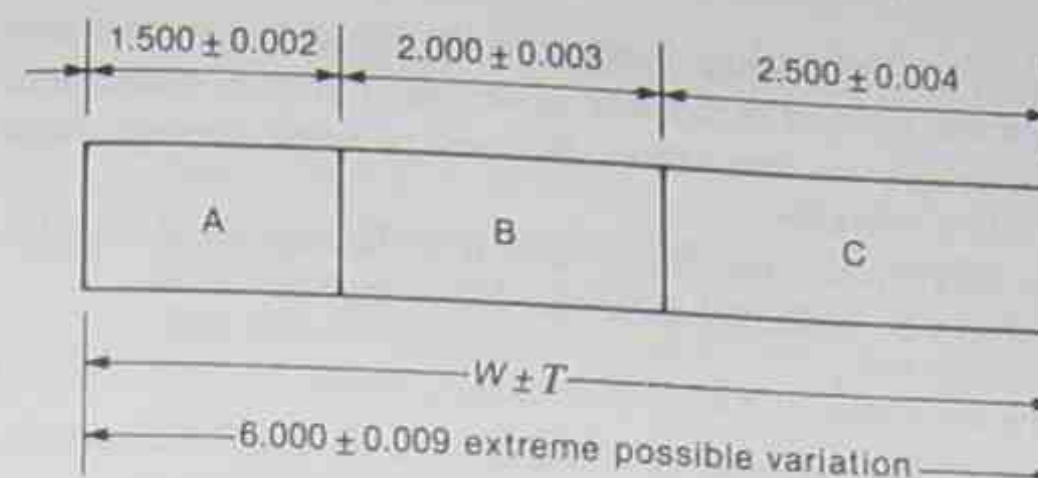 1.500 ± 0.002 2.000 ± 0.003 2.500 ± 0.004
A B C
W ± T
6.000 ± 0.009 extreme possible variation